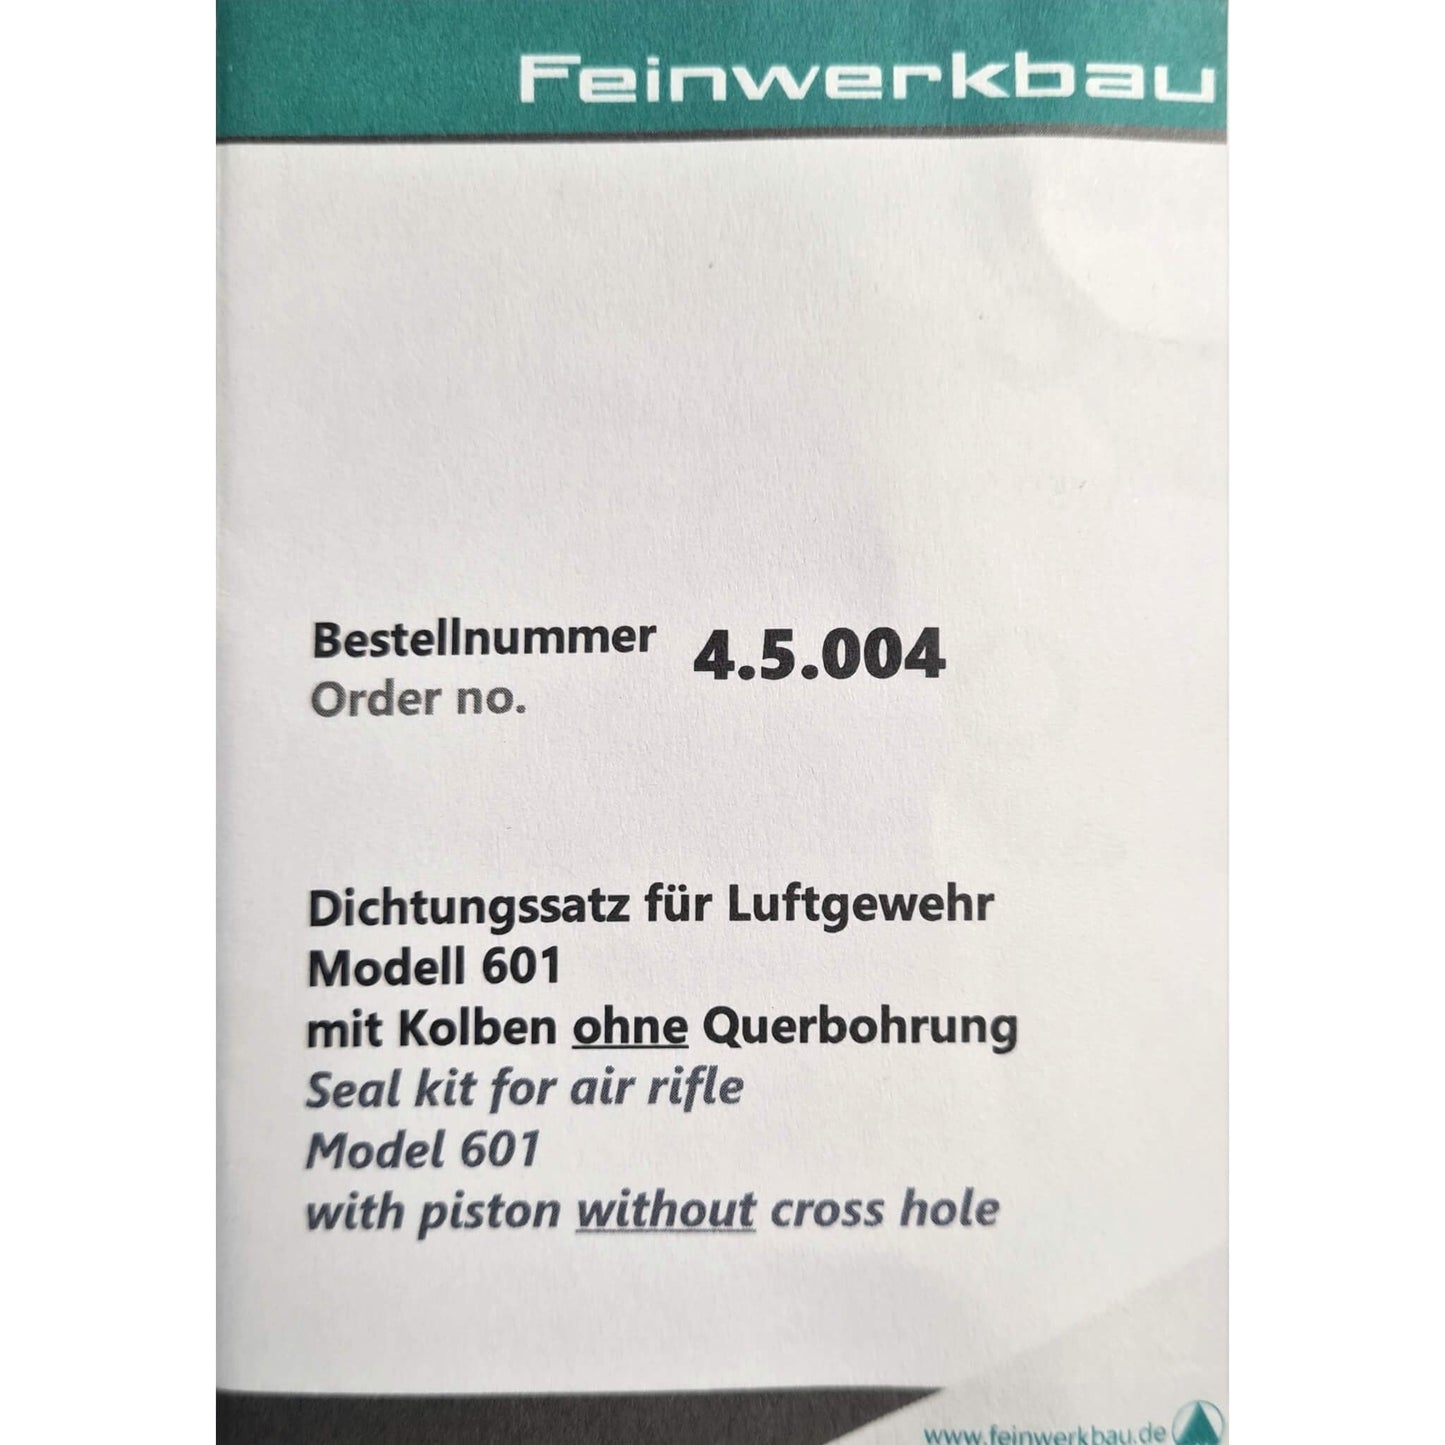 Feinwerkbau
Bestellnummer 4.5.004
Order no.
Dichtungssatz für Luftgewehr
Modell 601
mit Kolben ohne Querbohrung
Seal kit for air rifle
Model 601
with piston without cross hole
www.feinwerkbau.de